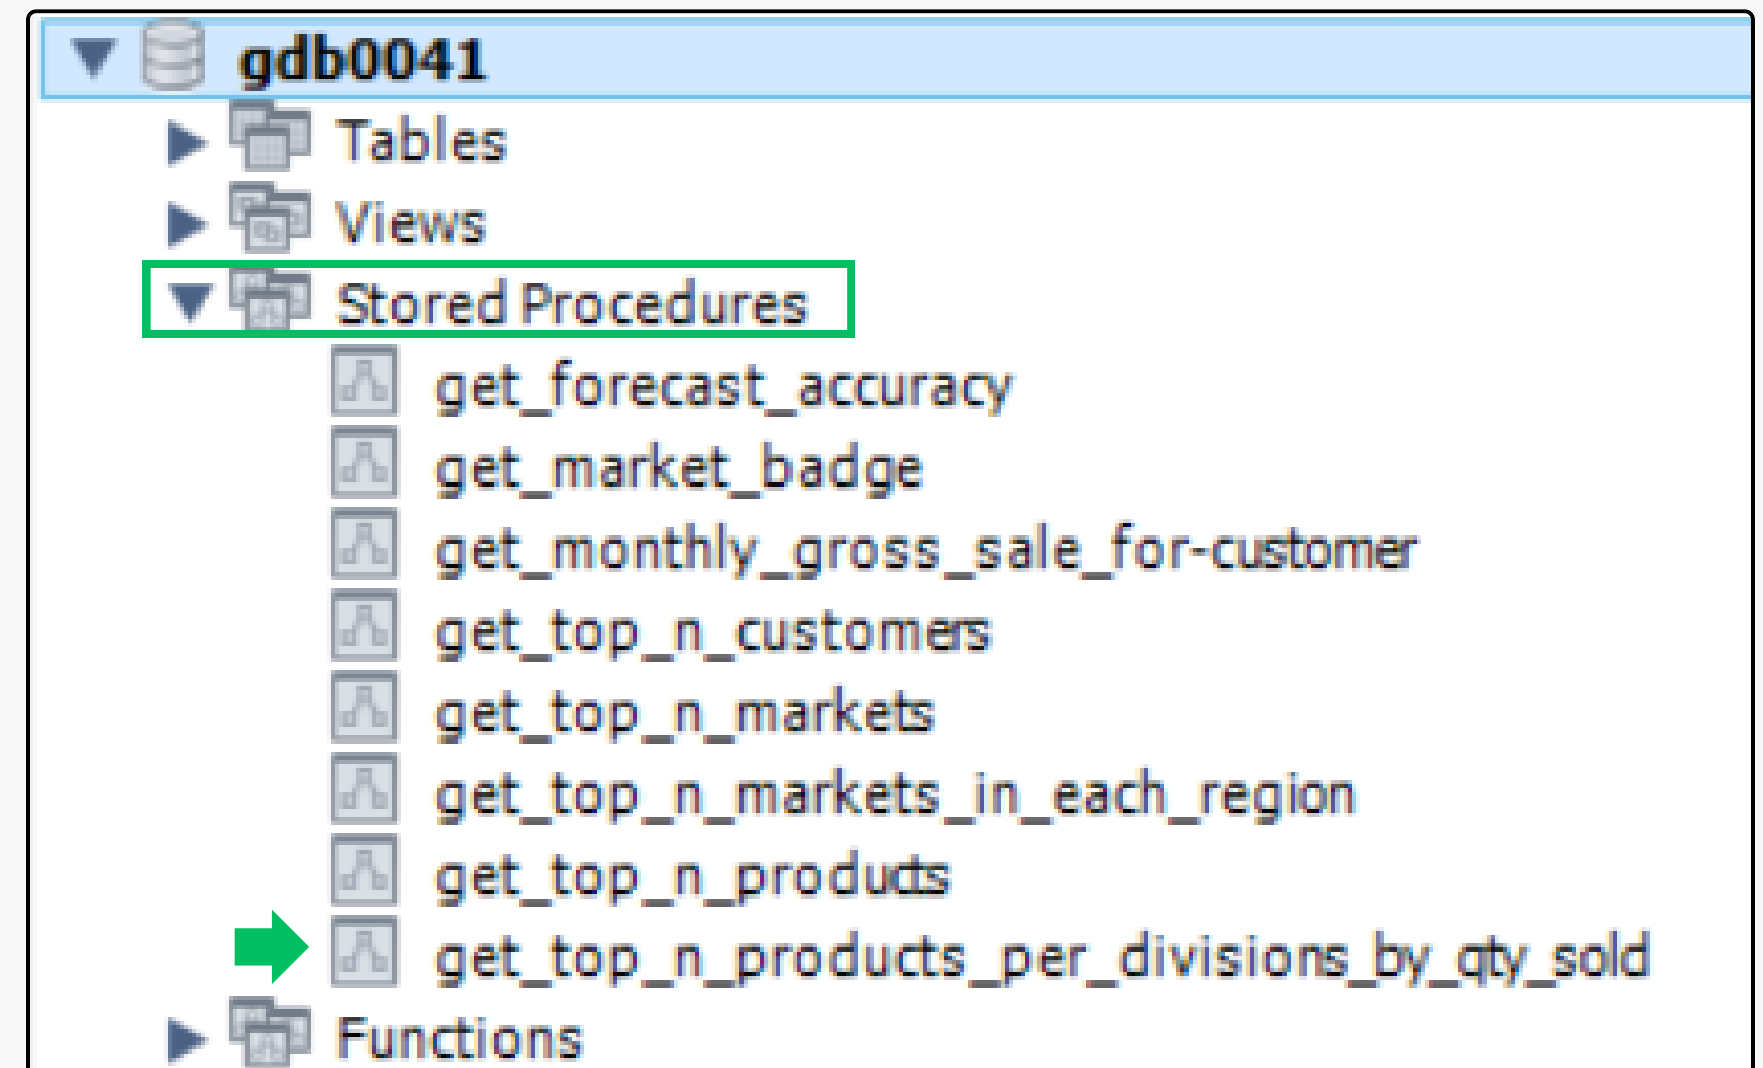 gdb0041
Tables
Views
Stored Procedures
get_forecast_accuracy
get_market_badge
get_monthly_gross_sale_for-customer
get_top_n_customers
get_top_n_markets
get_top_n_markets_in_each_region
get_top_n_products
get_top_n_products_per_divisions_by_qty_sold
Functions